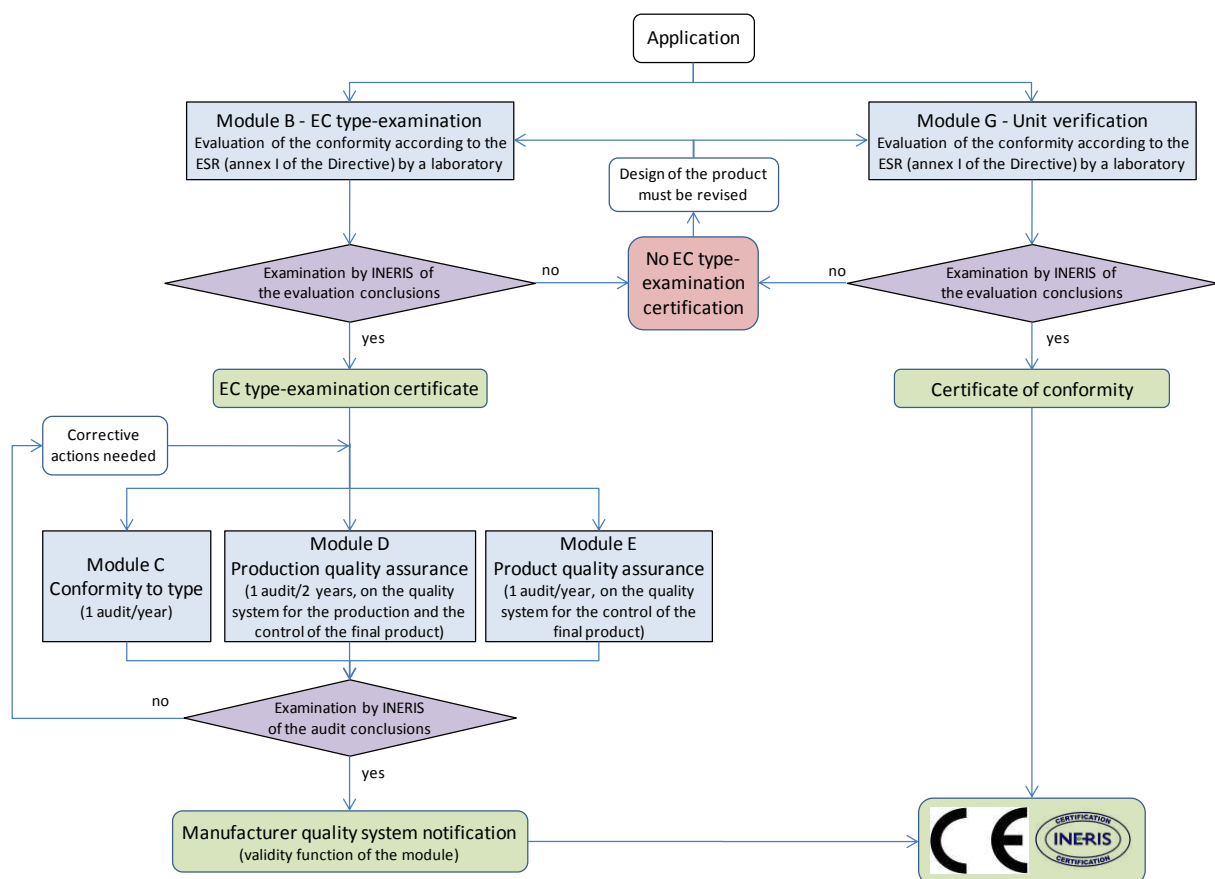 Application
Module B - EC type-examination
Evaluation of the conformity according to the
ESR (annex I of the Directive) by a laboratory
Module G - Unit verification
Evaluation of the conformity according to the
ESR (annex I of the Directive) by a laboratory
Design of the product
must be revised
Examination by INERIS of
the evaluation conclusions
no
No EC type-
examination
certification
no
Examination by INERIS of
the evaluation conclusions
yes
yes
EC type-examination certificate
Certificate of conformity
Corrective
actions needed
Module C
Conformity to type
(1 audit/year)
Module D
Production quality assurance
(1 audit/2 years, on the quality
system for the production and the
control of the final product)
Module E
Product quality assurance
(1 audit/year, on the quality
system for the control of the
final product)
no
Examination by INERIS
of the audit conclusions
yes
Manufacturer quality system notification
(validity function of the module)
CE
CERTIFICATION
INERIS
CERTIFICATION